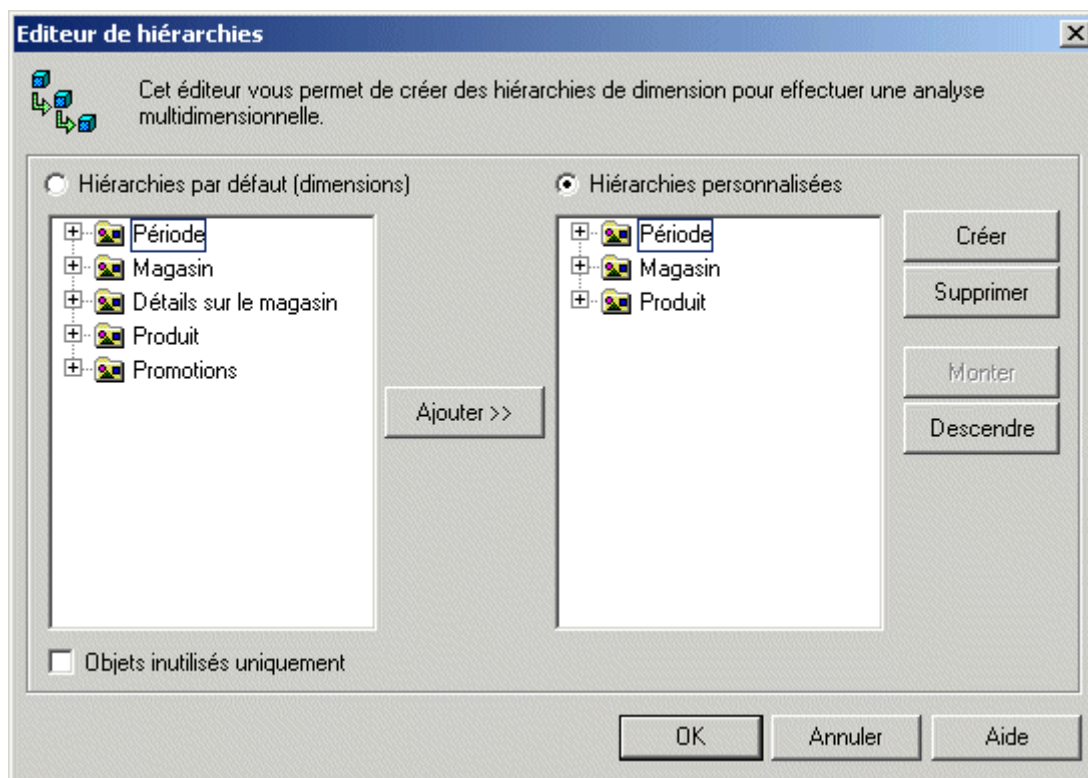 Editeur de hiérarchies
Cet éditeur vous permet de créer des hiérarchies de dimension pour effectuer une analyse
multidimensionnelle.
Hiérarchies par défaut (dimensions)
Période
Magasin
Détails sur le magasin
Produit
Promotions
Ajouter >>
Hiérarchies personnalisées
Période
Magasin
Produit
Créer
Supprimer
Monter
Descendre
Objets inutilisés uniquement
OK
Annuler
Aide